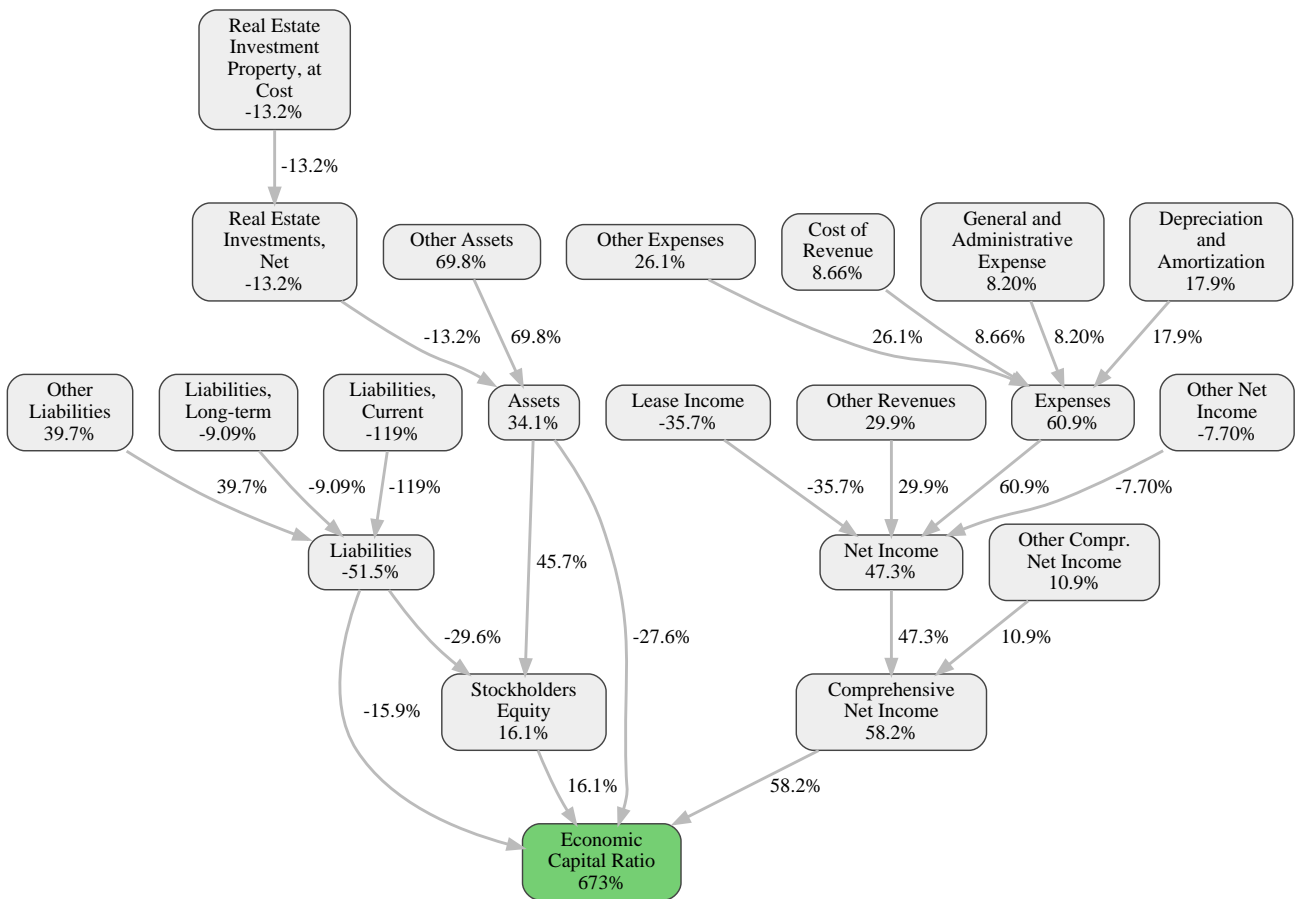 Real Estate
Investment
Property, at
Cost
-13.2%
-13.2%
Real Estate
Investments,
Net
-13.2%
Other Assets
69.8%
Other Expenses
26.1%
Cost of
Revenue
8.66%
General and
Administrative
Expense
8.20%
Depreciation
and
Amortization
17.9%
-13.2%
69.8%
26.1%
8.66%
8.20%
17.9%
Other
Liabilities
39.7%
Liabilities,
Long-term
-9.09%
Liabilities,
Current
-119%
Assets
34.1%
Lease Income
-35.7%
Other Revenues
29.9%
Expenses
60.9%
Other Net
Income
-7.70%
39.7%
-9.09%
-119%
-35.7%
29.9%
60.9%
-7.70%
Liabilities
-51.5%
45.7%
-27.6%
Net Income
47.3%
Other Compr.
Net Income
10.9%
-29.6%
47.3%
10.9%
-15.9%
Stockholders
Equity
16.1%
Comprehensive
Net Income
58.2%
16.1%
58.2%
Economic
Capital Ratio
673%